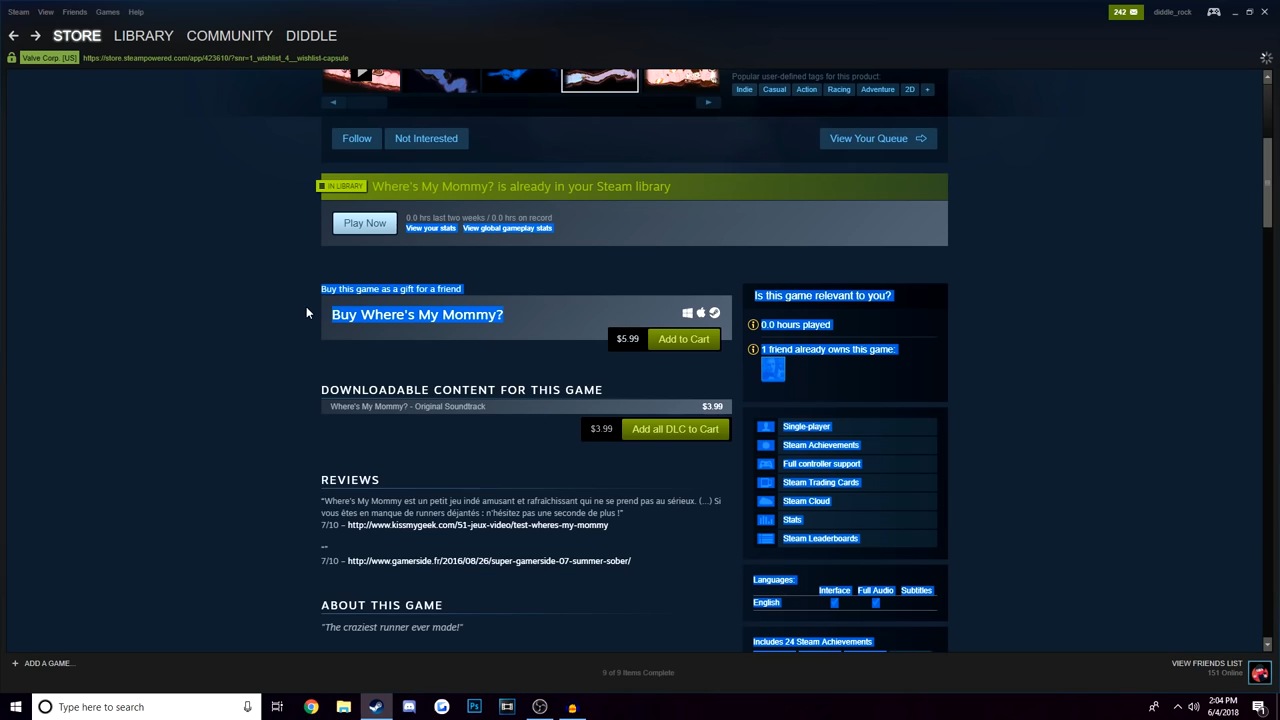 Steam View Friends Games Help
242 diddle_rock
STORE LIBRARY COMMUNITY DIDDLE
Valve Corp. [US] https://store.steampowered.com/app/423610/?snr=1_wishlist_4__wishlist-capsule
Popular user-defined tags for this product:
Indie Casual Action Racing Adventure 2D +
Follow Not Interested View Your Queue
IN LIBRARY Where's My Mommy? is already in your Steam library
Play Now
0.0 hrs last two weeks / 0.0 hrs on record
View your stats View global gameplay stats
Buy this game as a gift for a friend
Buy Where's My Mommy?
$5.99 Add to Cart
Is this game relevant to you?
0.0 hours played
1 friend already owns this game:
DOWNLOADABLE CONTENT FOR THIS GAME
Where's My Mommy? - Original Soundtrack $3.99
$3.99 Add all DLC to Cart
Single-player
Steam Achievements
Full controller support
Steam Trading Cards
Steam Cloud
Stats
Steam Leaderboards
REVIEWS
“Where's My Mommy est un petit jeu indé amusant et rafraîchissant qui ne se prend pas au sérieux. (...) Si
vous êtes en manque de runners déjantés : n'hésitez pas une seconde de plus !”
7/10 – http://www.kissmygeek.com/51-jeux-video/test-wheres-my-mommy
“”
7/10 – http://www.gamerside.fr/2016/08/26/super-gamerside-07-summer-sober/
Languages:
Interface Full Audio Subtitles
English
ABOUT THIS GAME
"The craziest runner ever made!"
Includes 24 Steam Achievements
+ ADD A GAME...
9 of 9 Items Complete
VIEW FRIENDS LIST
151 Online
Type here to search
2:04 PM
6/4/2018